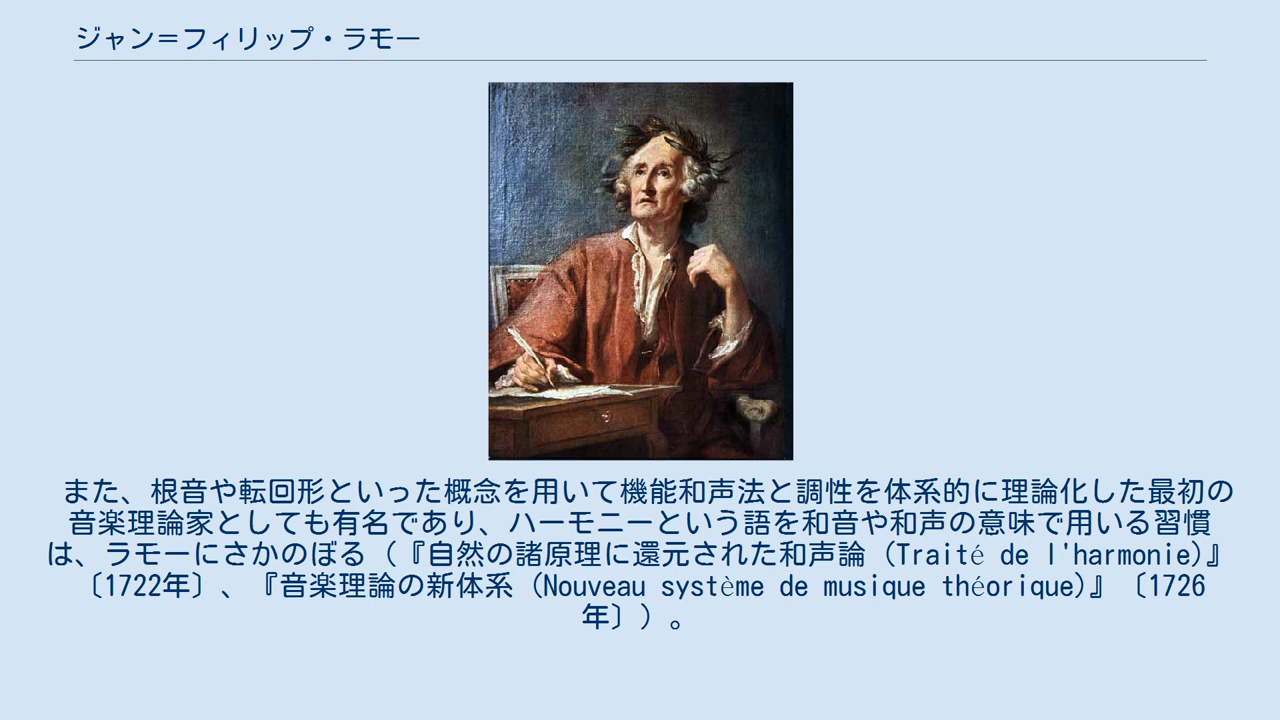 ジャン＝フィリップ・ラモー
また、根音や転回形といった概念を用いて機能和声法と調性を体系的に理論化した最初の
音楽理論家としても有名であり、ハーモニーという語を和音や和声の意味で用いる習慣
は、ラモーにさかのぼる（『自然の諸原理に還元された和声論（Traité de l'harmonie)』
〔1722年〕、『音楽理論の新体系（Nouveau système de musique théorique)』〔1726
年〕）。